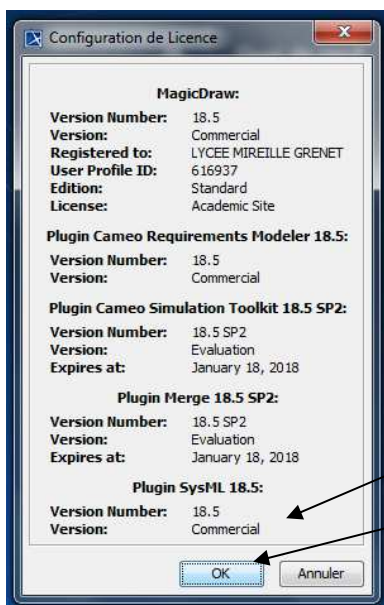 Configuration de Licence
MagicDraw:
Version Number: 18.5
Version: Commercial
Registered to: LYCEE MIREILLE GRENET
User Profile ID: 616937
Edition: Standard
License: Academic Site
Plugin Cameo Requirements Modeler 18.5:
Version Number: 18.5
Version: Commercial
Plugin Cameo Simulation Toolkit 18.5 SP2:
Version Number: 18.5 SP2
Version: Evaluation
Expires at: January 18, 2018
Plugin Merge 18.5 SP2:
Version Number: 18.5 SP2
Version: Evaluation
Expires at: January 18, 2018
Plugin SysML 18.5:
Version Number: 18.5
Version: Commercial
OK Annuler